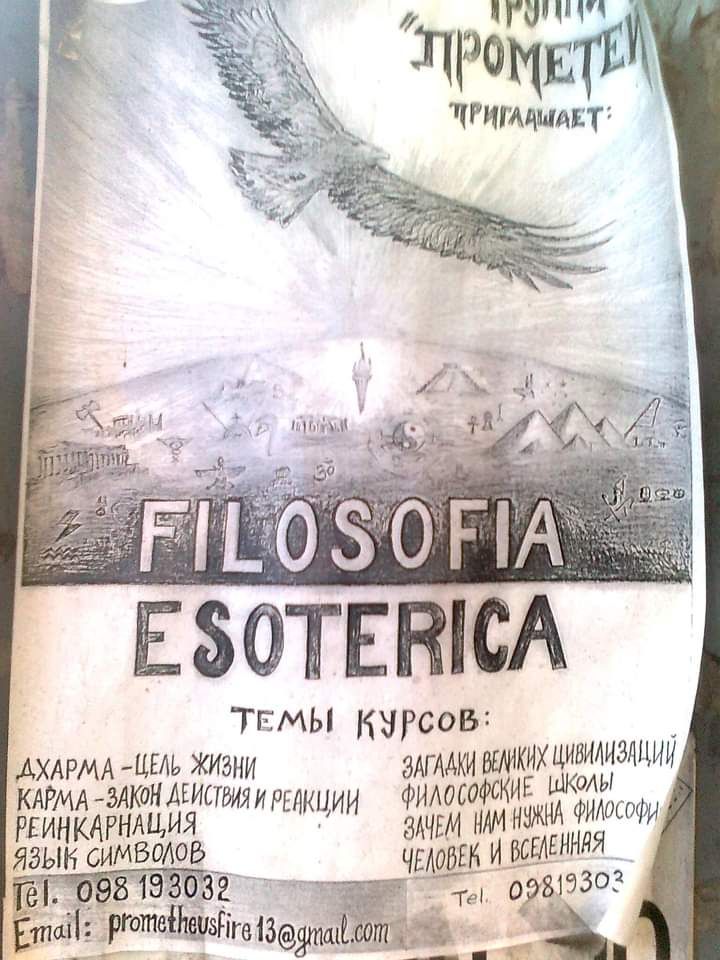 "ПРОМЕТЕЙ
ПРИГЛАШАЕТ:
FILOSOFIA
ESOTERICA
ТЕМЫ КУРСОВ:
ДХАРМА - ЦЕЛЬ ЖИЗНИ
КАРМА - ЗАКОН ДЕЙСТВИЯ И РЕАКЦИИ
РЕИНКАРНАЦИЯ
ЯЗЫК СИМВОЛОВ
ЗАГАДКИ ВЕЛИКИХ ЦИВИЛИЗАЦИЙ
ФИЛОСОФСКИЕ ШКОЛЫ
ЗАЧЕМ НАМ НУЖНА ФИЛОСОФИ
ЧЕЛОВЕК И ВСЕЛЕННАЯ
Tel. 098 193032
Email: prometheusfire13@gmail.com
Tel. 09819303